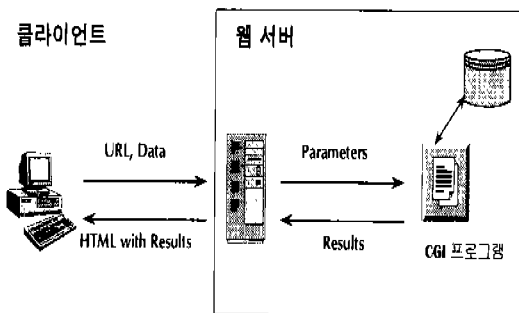 클라이언트
웹 서버
URL, Data
Parameters
HTML with Results
Results
CGI 프로그램